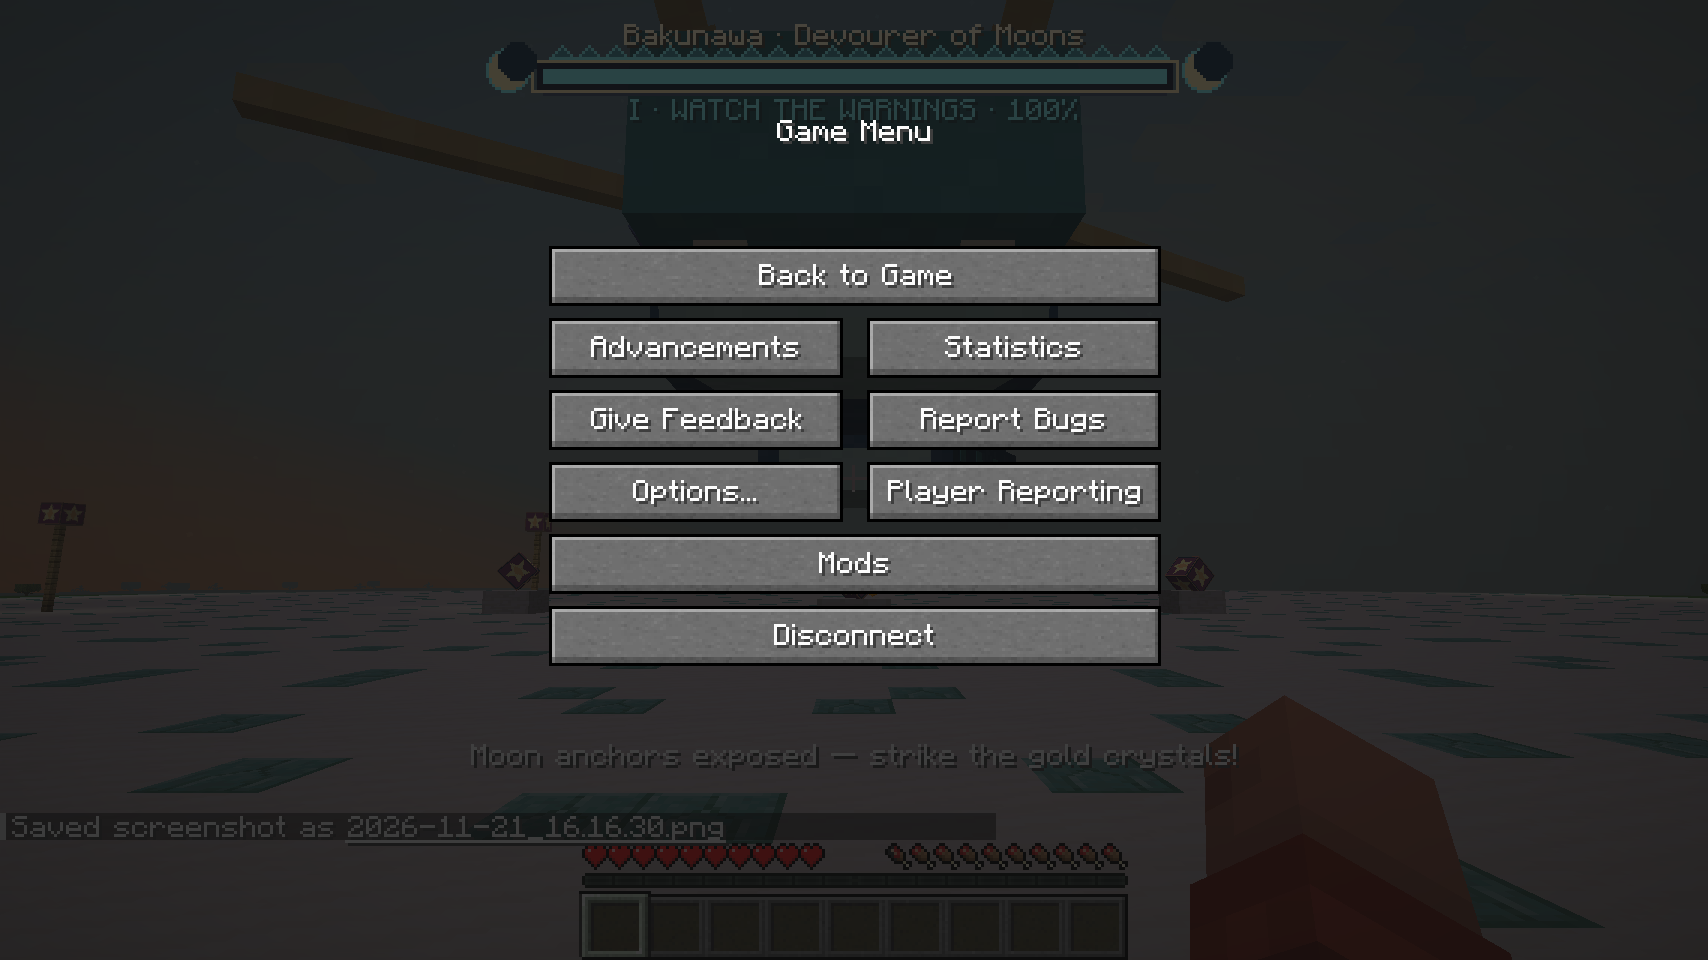 Bakunawa · Devourer of Moons
I · WATCH THE WARNINGS · 100%
Game Menu
Back to Game
Advancements
Statistics
Give Feedback
Report Bugs
Options...
Player Reporting
Mods
Disconnect
Moon anchors exposed — strike the gold crystals!
Saved screenshot as 2026-11-21_16.16.30.png